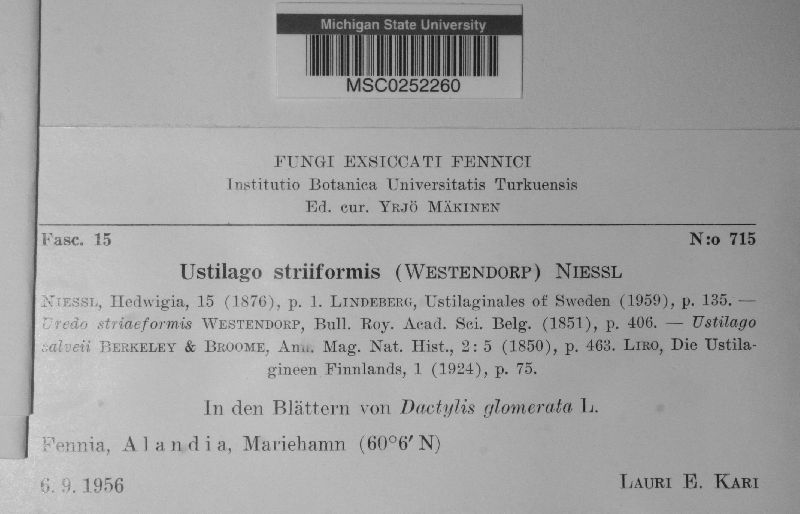 Michigan State University
MSC0252260
FUNGI EXSICCATI FENNICI
Institutio Botanica Universitatis Turkuensis
Ed. cur. YRJÖ MÄKINEN
Fasc. 15 N:o 715
Ustilago striiformis (WESTENDORP) NIESSL
NIESSL, Hedwigia, 15 (1876), p. 1. LINDEBERG, Ustilaginales of Sweden (1959), p. 135. —
Uredo striaeformis WESTENDORP, Bull. Roy. Acad. Sci. Belg. (1851), p. 406. — Ustilago
salveii BERKELEY & BROOME, Ann. Mag. Nat. Hist., 2: 5 (1850), p. 463. LIRO, Die Ustila-
gineen Finnlands, 1 (1924), p. 75.
In den Blättern von Dactylis glomerata L.
Fennia, Alandia, Mariehamn (60°6′ N)
6. 9. 1956 LAURI E. KARI